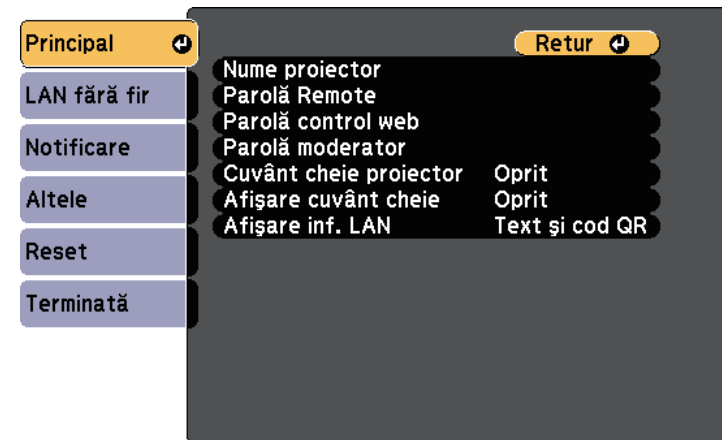 Principal
LAN fără fir
Notificare
Altele
Reset
Terminată
Retur
Nume proiector
Parolă Remote
Parolă control web
Parolă moderator
Cuvânt cheie proiector Oprit
Afişare cuvânt cheie Oprit
Afişare inf. LAN Text şi cod QR